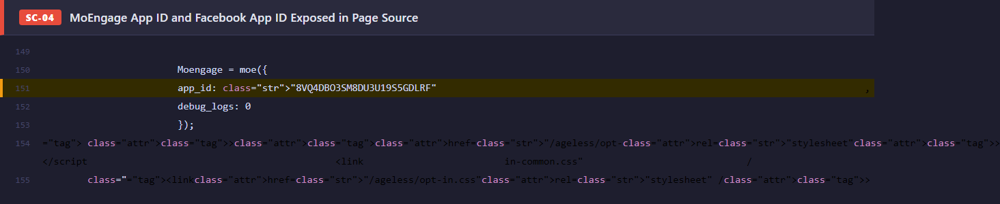 SC-04 MoEngage App ID and Facebook App ID Exposed in Page Source
149
150 Moengage = moe({
151 app_id: class="str">"8VQ4DBO3SM8DU3U19S5GDLRF" ,
152 debug_logs: 0
153 });
154 ="tag"> class="attr">class="tag">>class="attr">class="tag">class="attr">href=class="str">"/ageless/opt-class="attr">rel=class="str">"stylesheet"class="attr">class="tag">>
</script <link in-common.css" /
155 class="="tag"><linkclass="attr">href=class="str">"/ageless/opt-in.css"class="attr">rel=class="str">"stylesheet" /class="attr">class="tag">>